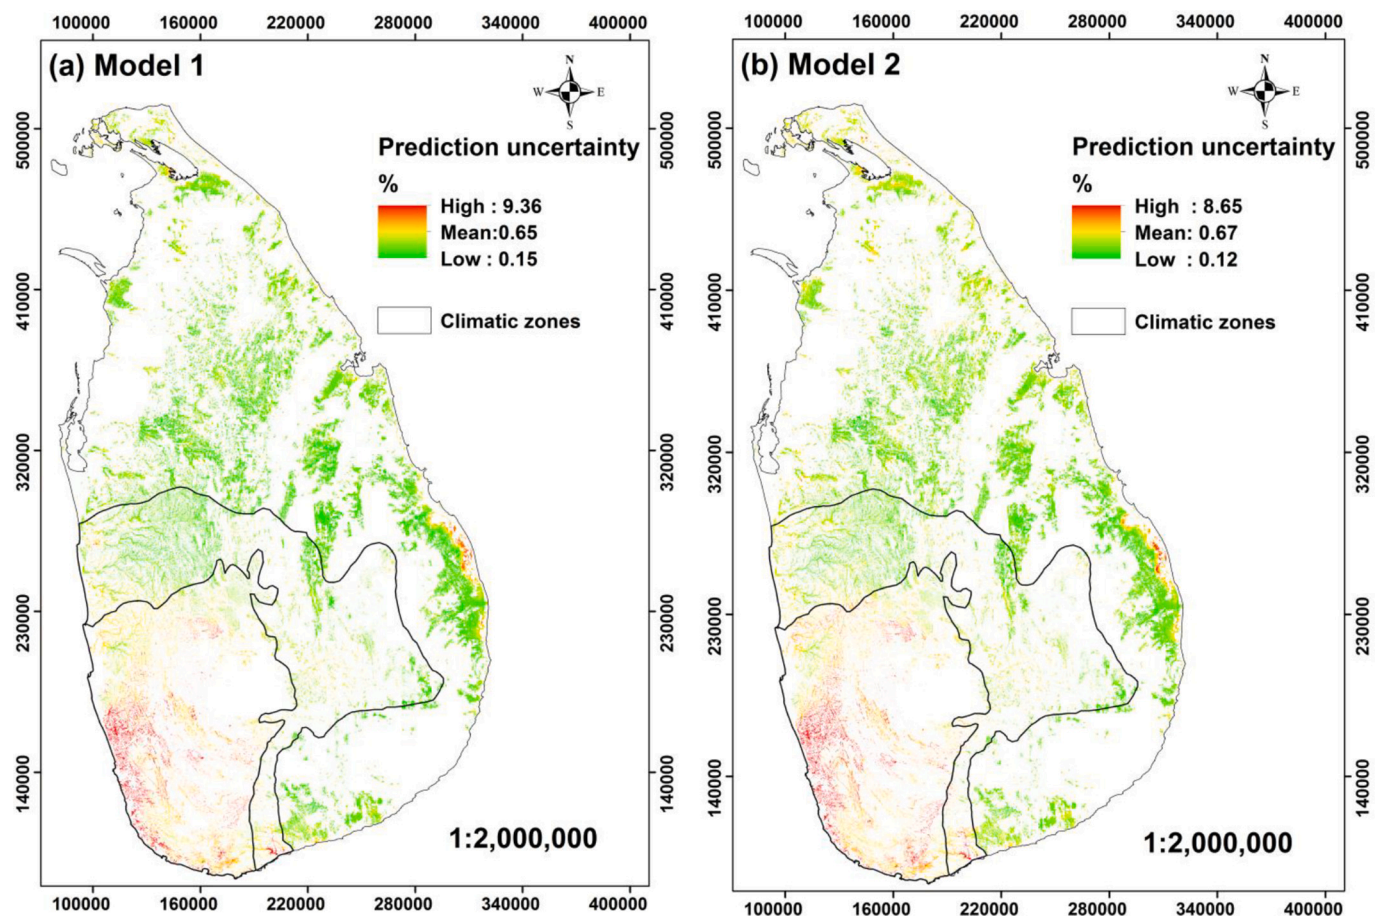 100000 160000 220000 280000 340000 400000
(a) Model 1
N
W E
S
Prediction uncertainty
%
High : 9.36
Mean:0.65
Low : 0.15
Climatic zones
1:2,000,000
500000
410000
320000
230000
140000
500000
410000
320000
230000
140000
100000 160000 220000 280000 340000 400000
100000 160000 220000 280000 340000 400000
(b) Model 2
N
W E
S
Prediction uncertainty
%
High : 8.65
Mean: 0.67
Low : 0.12
Climatic zones
1:2,000,000
500000
410000
320000
230000
140000
500000
410000
320000
230000
140000
100000 160000 220000 280000 340000 400000